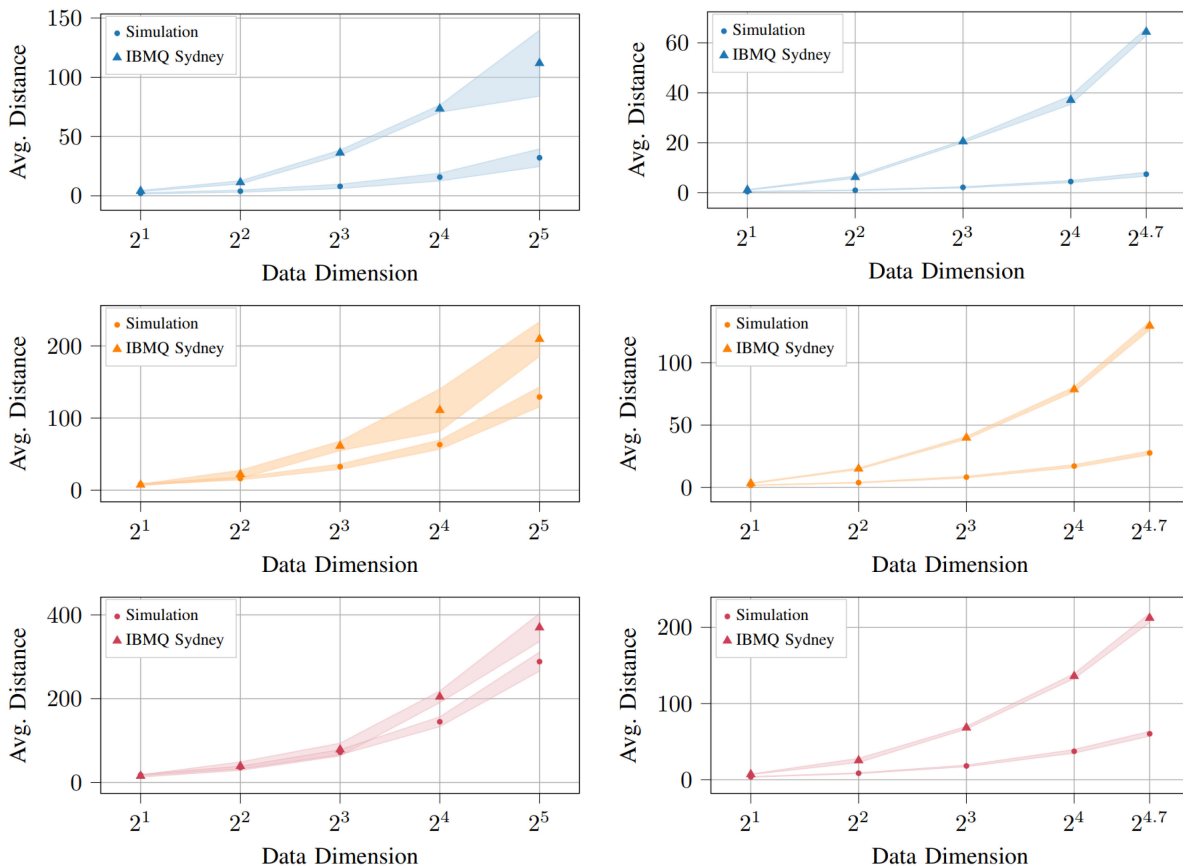 150
100
50
0
Avg. Distance
Simulation
IBMQ Sydney
2^1 2^2 2^3 2^4 2^5
Data Dimension
60
40
20
0
Avg. Distance
Simulation
IBMQ Sydney
2^1 2^2 2^3 2^4 2^4.7
Data Dimension
200
100
0
Avg. Distance
Simulation
IBMQ Sydney
2^1 2^2 2^3 2^4 2^5
Data Dimension
100
50
0
Avg. Distance
Simulation
IBMQ Sydney
2^1 2^2 2^3 2^4 2^4.7
Data Dimension
400
200
0
Avg. Distance
Simulation
IBMQ Sydney
2^1 2^2 2^3 2^4 2^5
Data Dimension
200
100
0
Avg. Distance
Simulation
IBMQ Sydney
2^1 2^2 2^3 2^4 2^4.7
Data Dimension